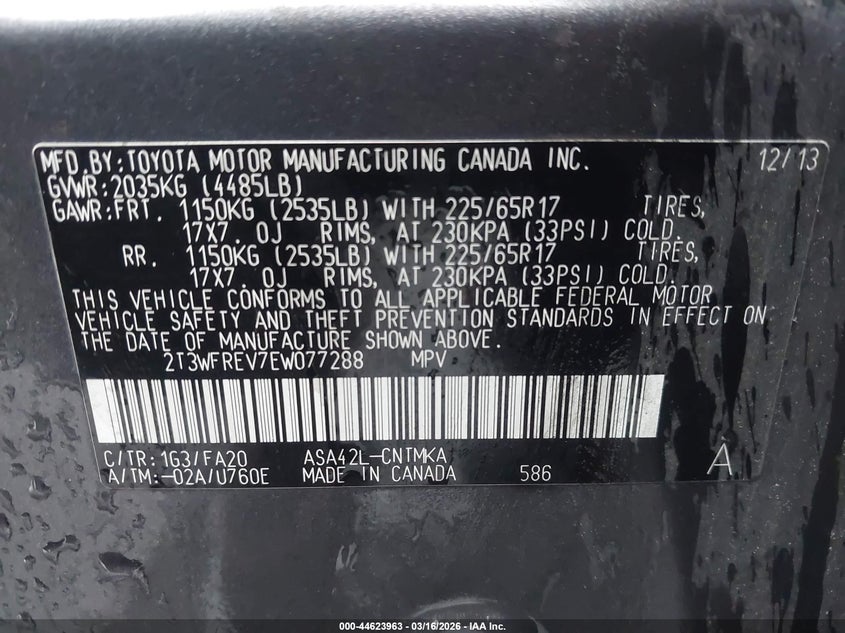 MFD.BY:TOYOTA MOTOR MANUFACTURING CANADA INC. 12/13
GVWR:2035KG (4485LB)
GAWR:FRT. 1150KG (2535LB) WITH 225/65R17 TIRES,
17X7.0J RIMS, AT 230KPA (33PSI) COLD.
RR. 1150KG (2535LB) WITH 225/65R17 TIRES,
17X7.0J RIMS, AT 230KPA (33PSI) COLD.
THIS VEHICLE CONFORMS TO ALL APPLICABLE FEDERAL MOTOR
VEHICLE SAFETY AND THEFT PREVENTION STANDARDS IN EFFECT ON
THE DATE OF MANUFACTURE SHOWN ABOVE.
2T3WFREV7EW077288 MPV
C/TR:1G3/FA20 ASA42L-CNTMKA
A/TM:-02A/U760E MADE IN CANADA 586 A
000-44623963 - 03/16/2026 - IAA Inc.